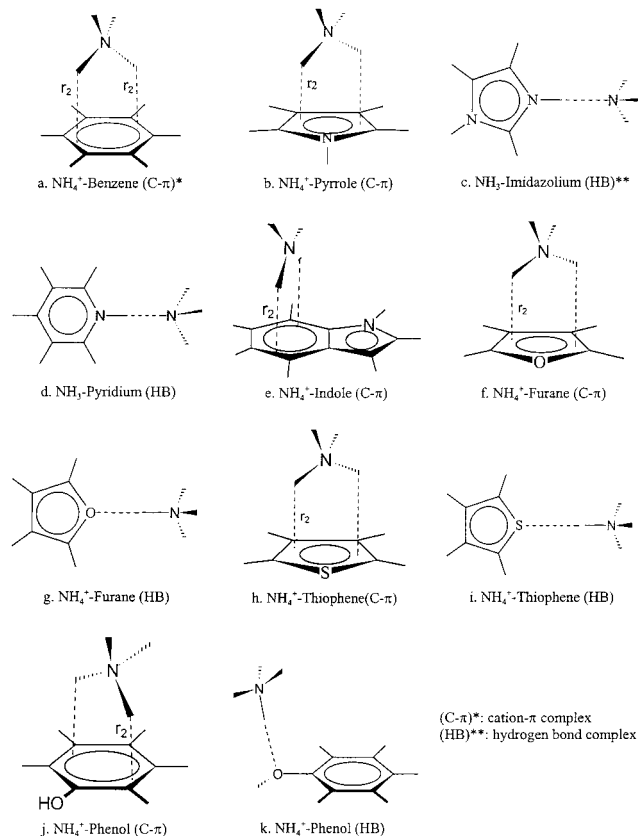 N
r₂ r₂
a. NH₄⁺-Benzene (C-π)*
N
r₂
N
b. NH₄⁺-Pyrrole (C-π)
N N N
c. NH₃-Imidazolium (HB)**
N N
d. NH₃-Pyridium (HB)
N
r₂
N
e. NH₄⁺-Indole (C-π)
N
r₂
O
f. NH₄⁺-Furane (C-π)
O N
g. NH₄⁺-Furane (HB)
N
r₂
S
h. NH₄⁺-Thiophene(C-π)
S N
i. NH₄⁺-Thiophene (HB)
N
r₂
HO
j. NH₄⁺-Phenol (C-π)
N
O
k. NH₄⁺-Phenol (HB)
(C-π)*: cation-π complex
(HB)**: hydrogen bond complex